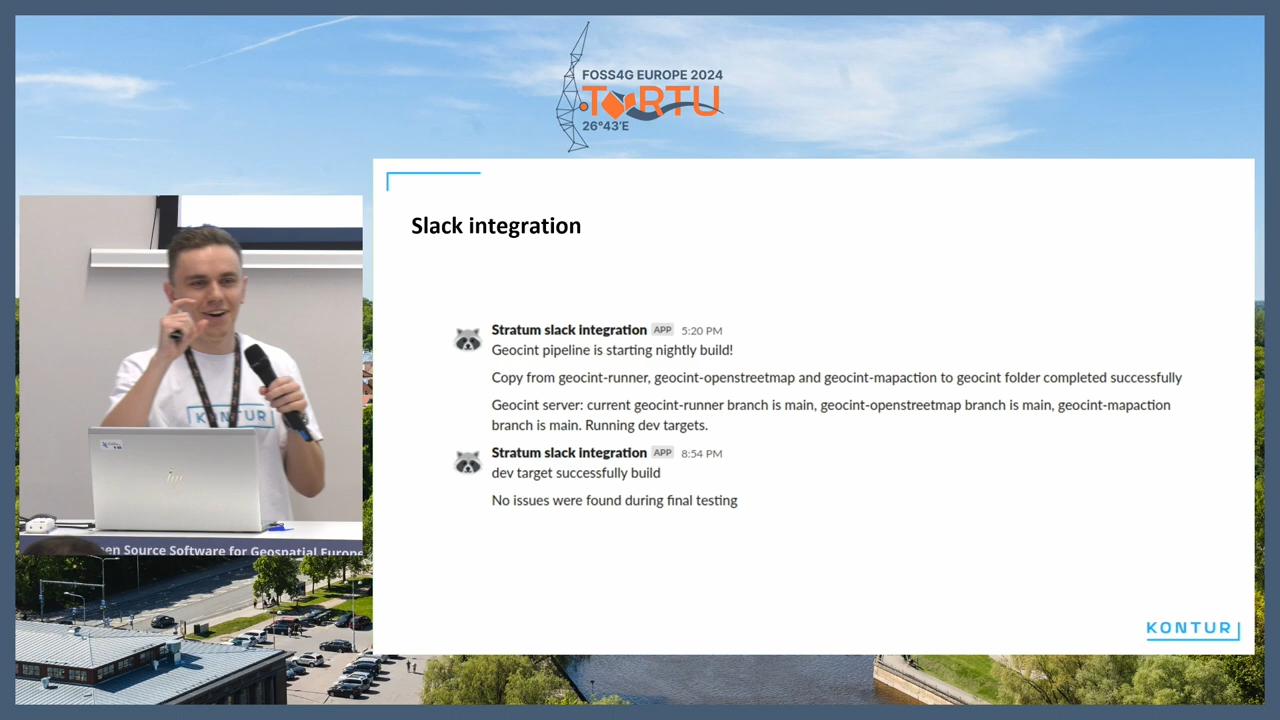 FOSS4G EUROPE 2024
TORTU
26°43'E
Slack integration
Stratum slack integration APP 5:20 PM
Geocint pipeline is starting nightly build!
Copy from geocint-runner, geocint-openstreetmap and geocint-mapaction to geocint folder completed successfully
Geocint server: current geocint-runner branch is main, geocint-openstreetmap branch is main, geocint-mapaction
branch is main. Running dev targets.
Stratum slack integration APP 8:54 PM
dev target successfully build
No issues were found during final testing
KONTUR
KONTUR
hp
en Source Software for Geospatial Europe